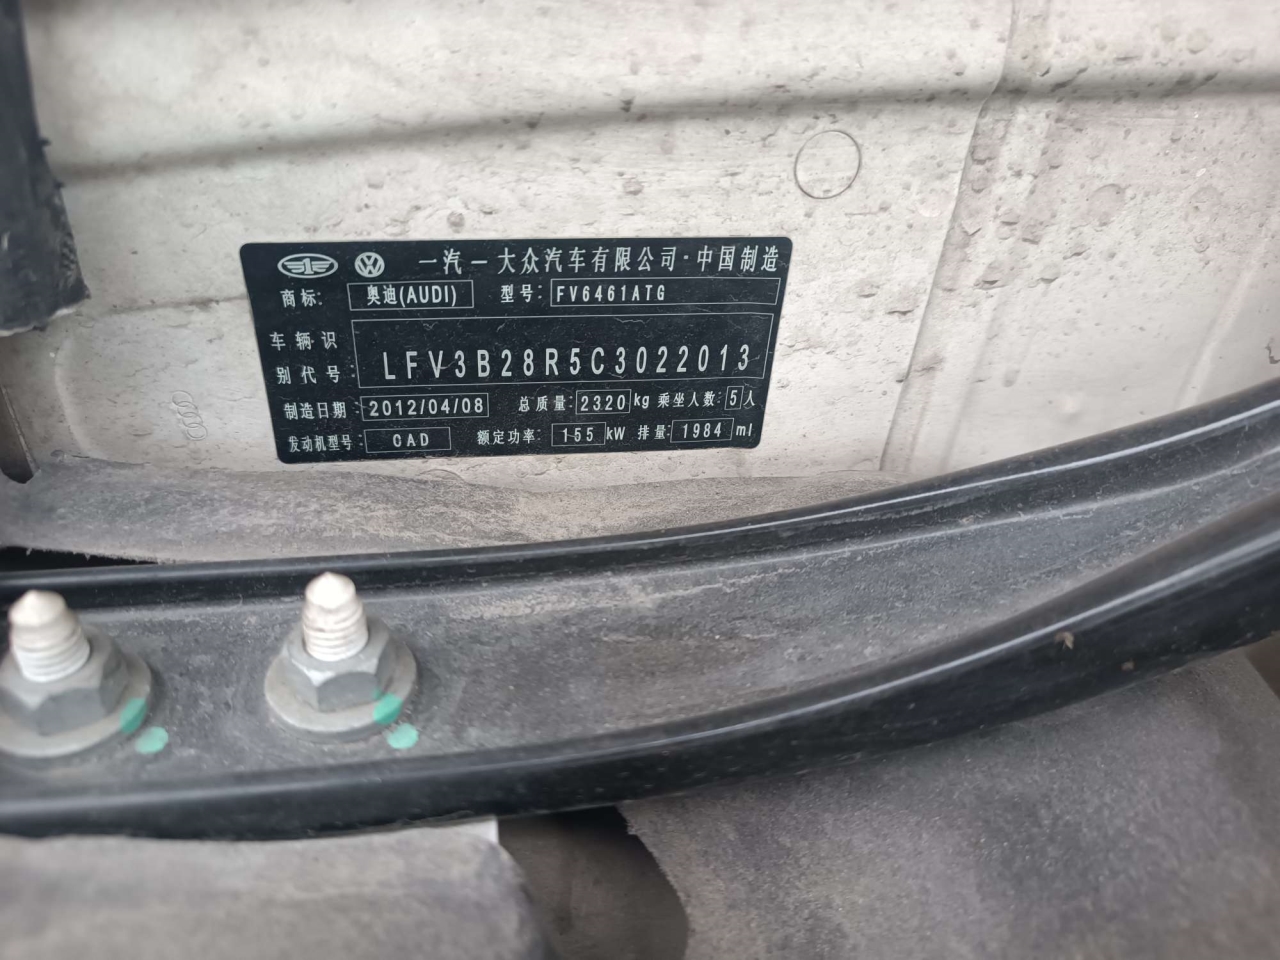 一汽一大众汽车有限公司·中国制造
商标: 奥迪(AUDI) 型号: FV6461ATG
车辆识别代号: LFV3B28R5C3022013
制造日期: 2012/04/08 总质量: 2320 kg 乘坐人数: 5 人
发动机型号: CAD 额定功率: 155 kW 排量: 1984 ml